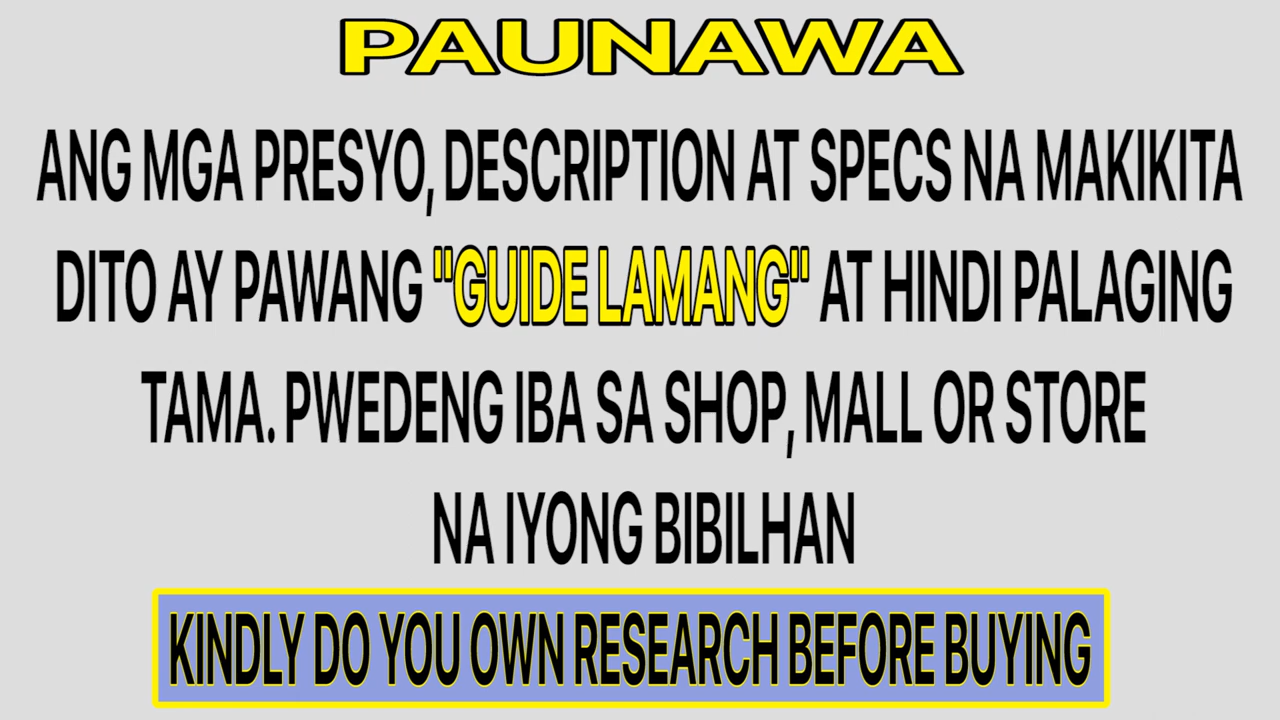 PAUNAWA
ANG MGA PRESYO, DESCRIPTION AT SPECS NA MAKIKITA
DITO AY PAWANG "GUIDE LAMANG" AT HINDI PALAGING
TAMA. PWEDENG IBA SA SHOP, MALL OR STORE
NA IYONG BIBILHAN
KINDLY DO YOU OWN RESEARCH BEFORE BUYING